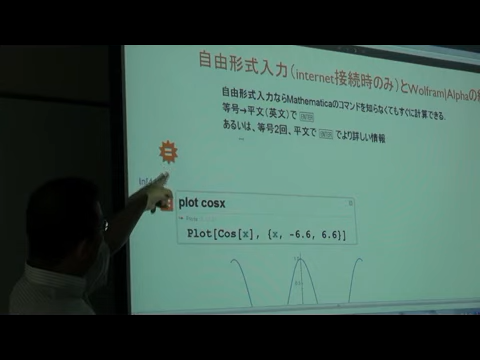 自由形式入力(internet接続時のみ)とWolfram|Alphaの
自由形式入力ならMathematicaのコマンドを知らなくてもすぐに計算できる.
等号→平文(英文)で
あるいは、等号2回、平文で でより詳しい情報
...
=
plot cosx
Plot[Cos[x], {x, -6.6, 6.6}]